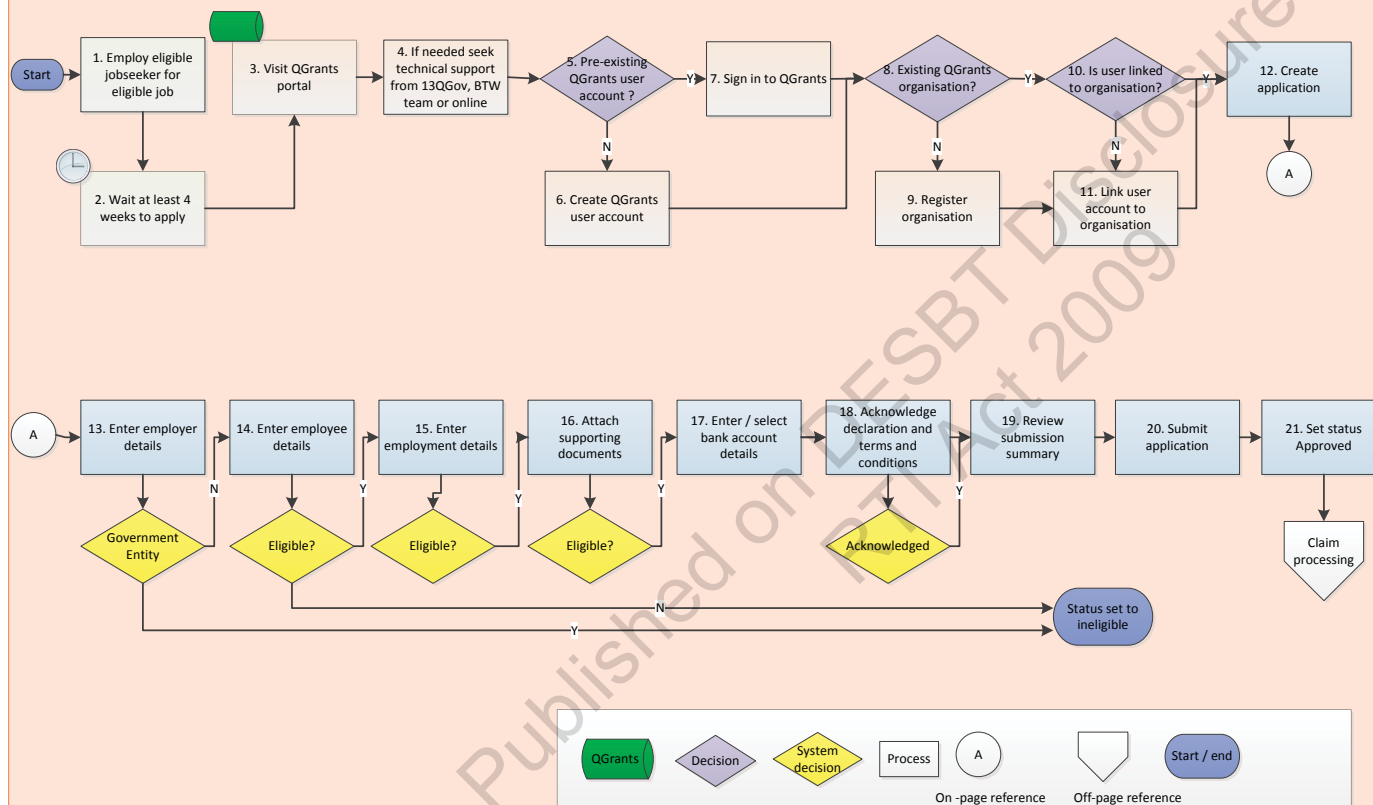 Start
1. Employ eligible
jobseeker for
eligible job
2. Wait at least 4
weeks to apply
3. Visit QGrants
portal
4. If needed seek
technical support
from 13QGov, BTW
team or online
5. Pre-existing
QGrants user
account ?
Y
N
6. Create QGrants
user account
7. Sign in to QGrants
8. Existing QGrants
organisation?
Y
N
9. Register
organisation
10. Is user linked
to organisation?
Y
N
11. Link user
account to
organisation
12. Create
application
A
A
13. Enter employer
details
Government
Entity
N
Y
14. Enter employee
details
Eligible?
Y
N
15. Enter
employment details
Eligible?
Y
16. Attach
supporting
documents
Eligible?
Y
17. Enter / select
bank account
details
18. Acknowledge
declaration and
terms and
conditions
Acknowledged
Y
19. Review
submission
summary
20. Submit
application
21. Set status
Approved
Claim
processing
Status set to
ineligible
QGrants
Decision
System
decision
Process
A
On -page reference
Off-page reference
Start / end
Published on DESBT Disclosure
RTI Act 2009